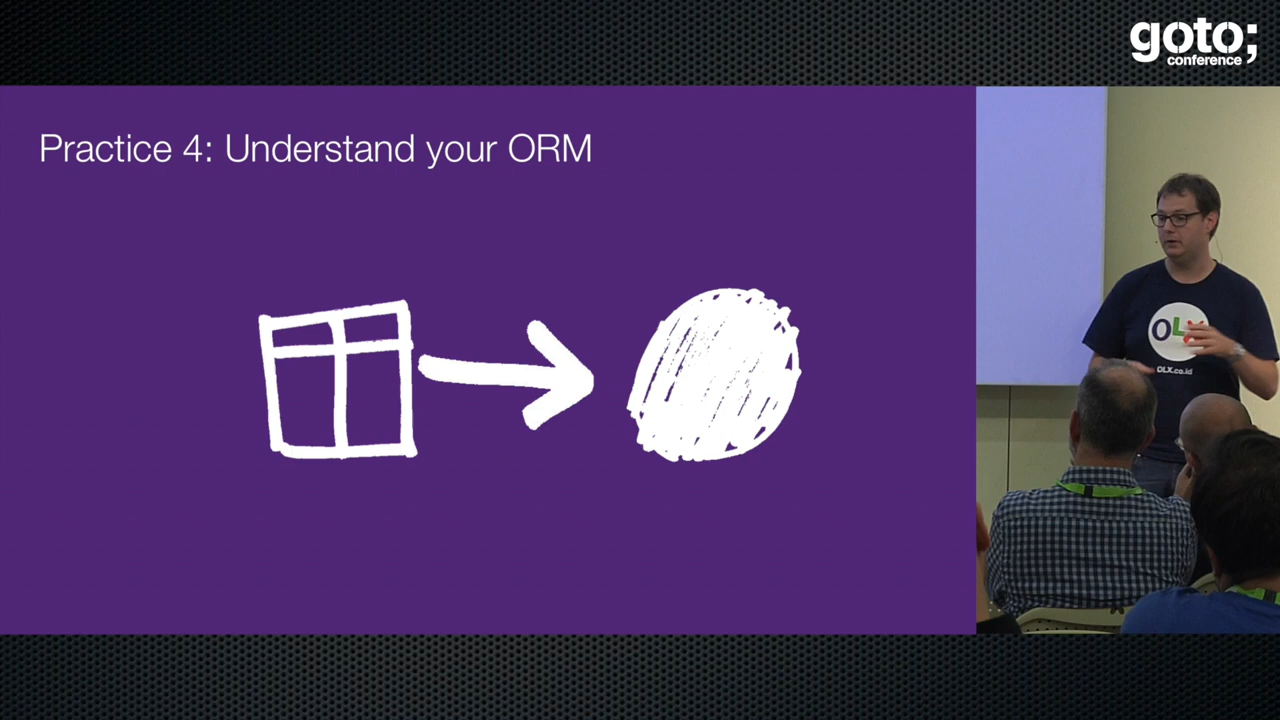 goto;
conference
Practice 4: Understand your ORM
OLX
OLX.co.id